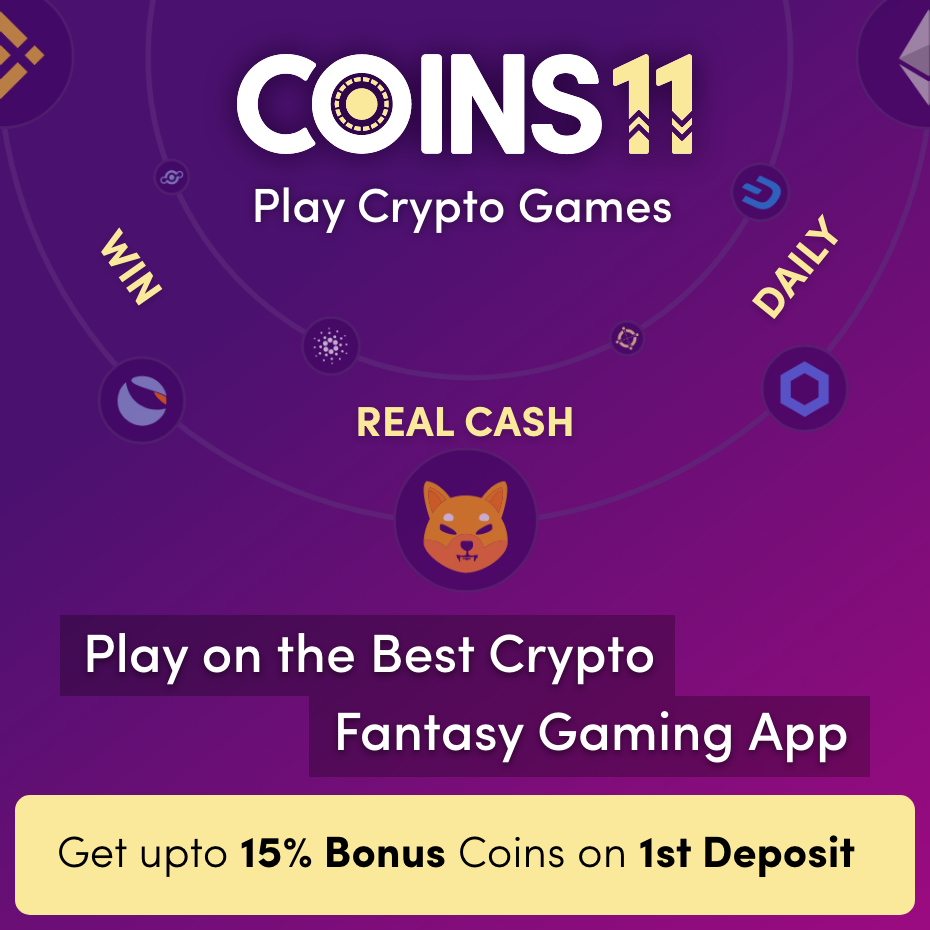 COINS11
Play Crypto Games
WIN
DAILY
REAL CASH
Play on the Best Crypto
Fantasy Gaming App
Get upto 15% Bonus Coins on 1st Deposit